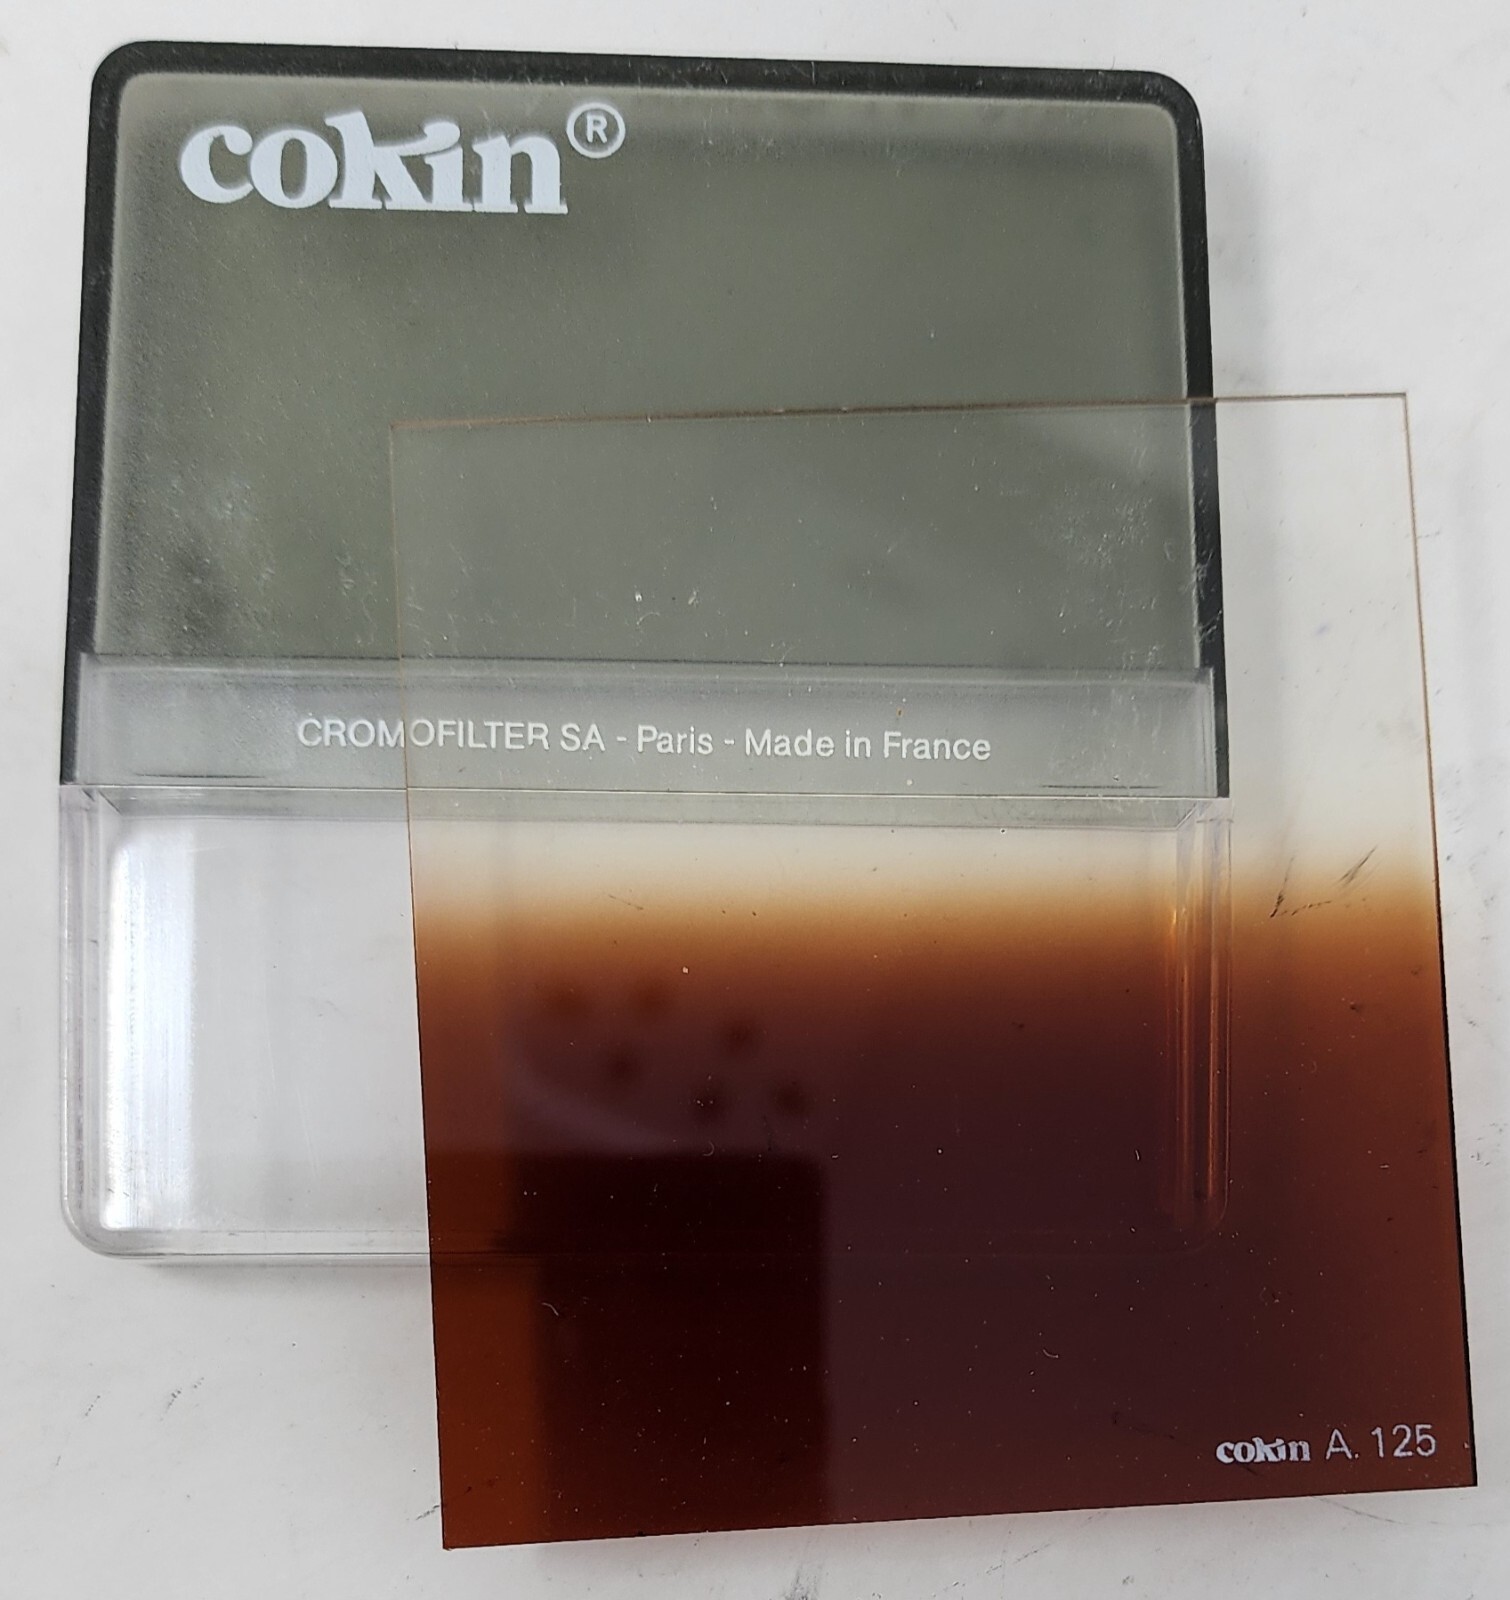 cokin®
CROMOFILTER SA - Paris - Made in France
cokin A. 125